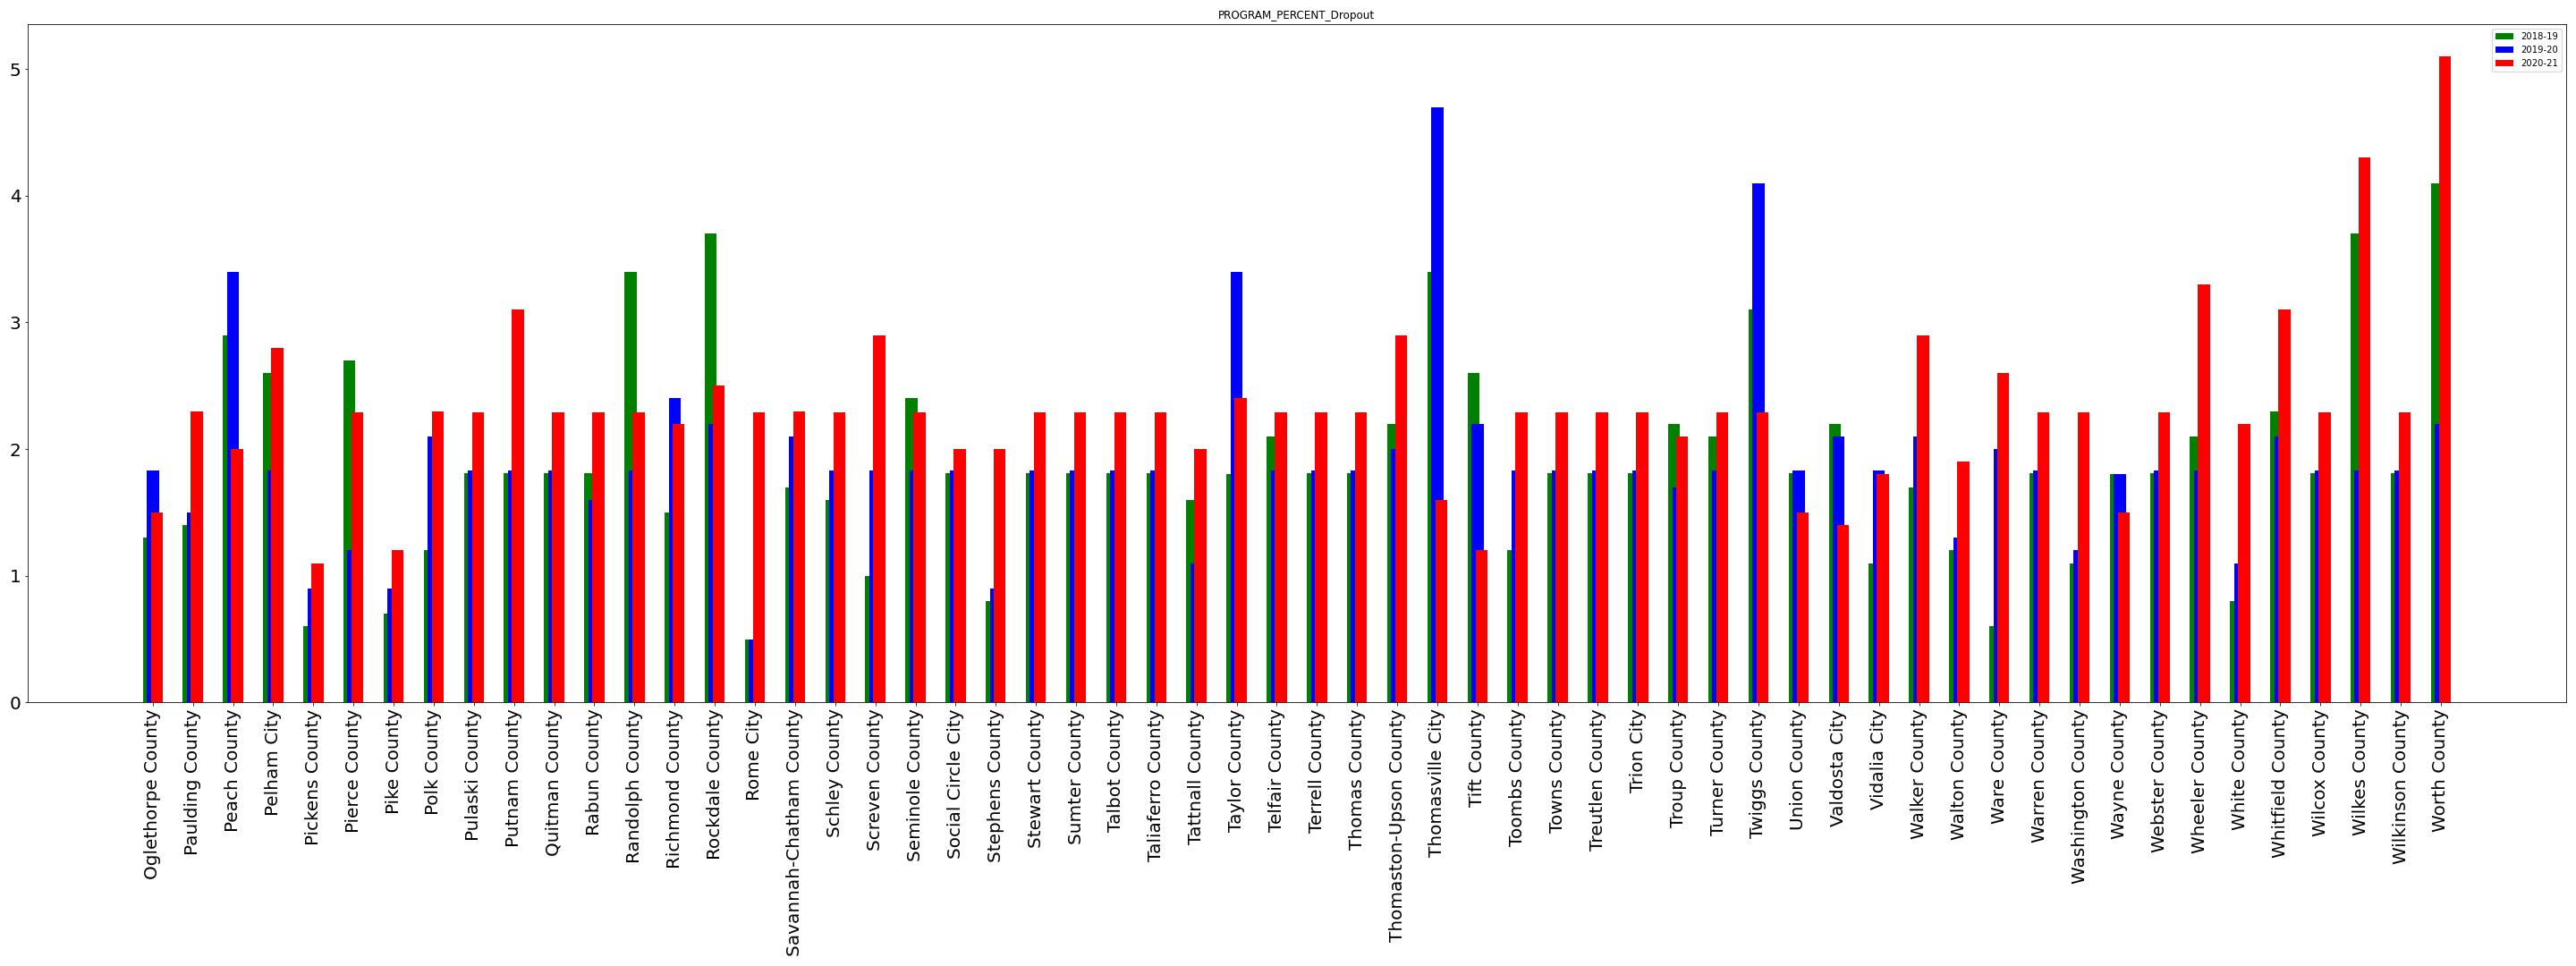 PROGRAM_PERCENT_Dropout
2018-19
2019-20
2020-21
5
4
3
2
1
0
Oglethorpe County
Paulding County
Peach County
Pelham City
Pickens County
Pierce County
Pike County
Polk County
Pulaski County
Putnam County
Quitman County
Rabun County
Randolph County
Richmond County
Rockdale County
Rome City
Savannah-Chatham County
Schley County
Screven County
Seminole County
Social Circle City
Stephens County
Stewart County
Sumter County
Talbot County
Taliaferro County
Tattnall County
Taylor County
Telfair County
Terrell County
Thomas County
Thomaston-Upson County
Thomasville City
Tift County
Toombs County
Towns County
Treutlen County
Trion City
Troup County
Turner County
Twiggs County
Union County
Valdosta City
Vidalia City
Walker County
Walton County
Ware County
Warren County
Washington County
Wayne County
Webster County
Wheeler County
White County
Whitfield County
Wilcox County
Wilkes County
Wilkinson County
Worth County